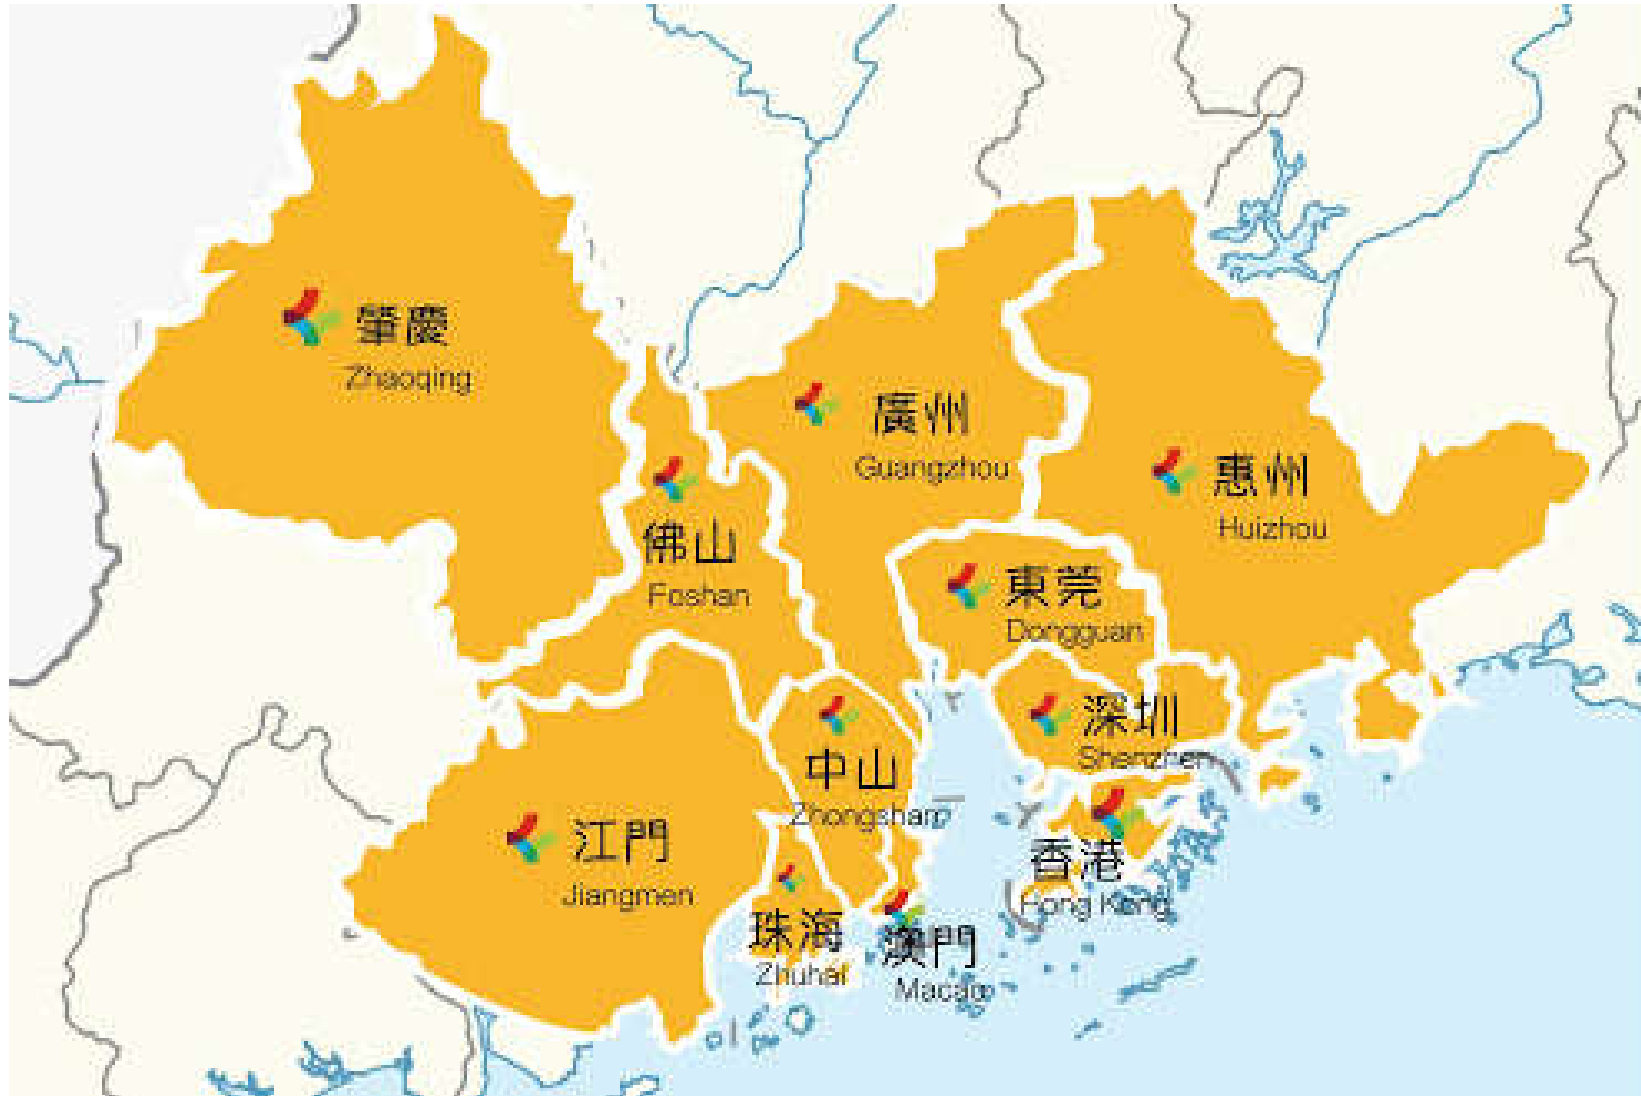 肇慶
Zhaoqing
廣州
Guangzhou
惠州
Huizhou
佛山
Foshan
東莞
Dongguan
深圳
Shenzhen
中山
Zhongshan
江門
Jiangmen
香港
Hong Kong
珠海
Zhuhai
澳門
Macao